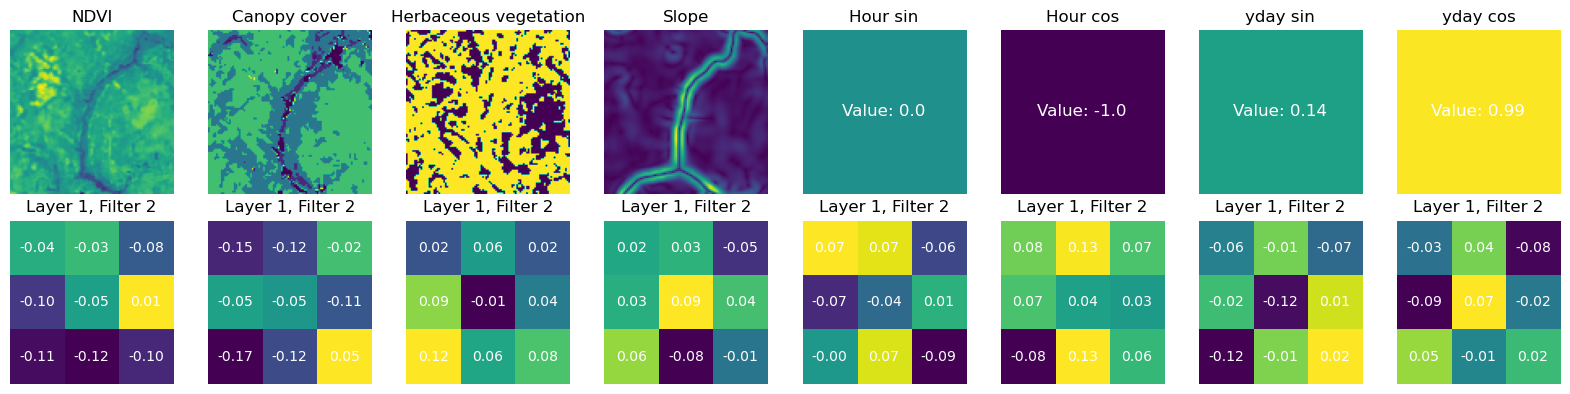 NDVI Canopy cover Herbaceous vegetation Slope Hour sin Hour cos yday sin yday cos
Value: 0.0 Value: -1.0 Value: 0.14 Value: 0.99
Layer 1, Filter 2 Layer 1, Filter 2 Layer 1, Filter 2 Layer 1, Filter 2 Layer 1, Filter 2 Layer 1, Filter 2 Layer 1, Filter 2 Layer 1, Filter 2
-0.04 -0.03 -0.08 -0.15 -0.12 -0.02 0.02 0.06 0.02 0.02 0.03 -0.05 0.07 0.07 -0.06 0.08 0.13 0.07 -0.06 -0.01 -0.07 -0.03 0.04 -0.08
-0.10 -0.05 0.01 -0.05 -0.05 -0.11 0.09 -0.01 0.04 0.03 0.09 0.04 -0.07 -0.04 0.01 0.07 0.04 0.03 -0.02 -0.12 0.01 -0.09 0.07 -0.02
-0.11 -0.12 -0.10 -0.17 -0.12 0.05 0.12 0.06 0.08 0.06 -0.08 -0.01 -0.00 0.07 -0.09 -0.08 0.13 0.06 -0.12 -0.01 0.02 0.05 -0.01 0.02